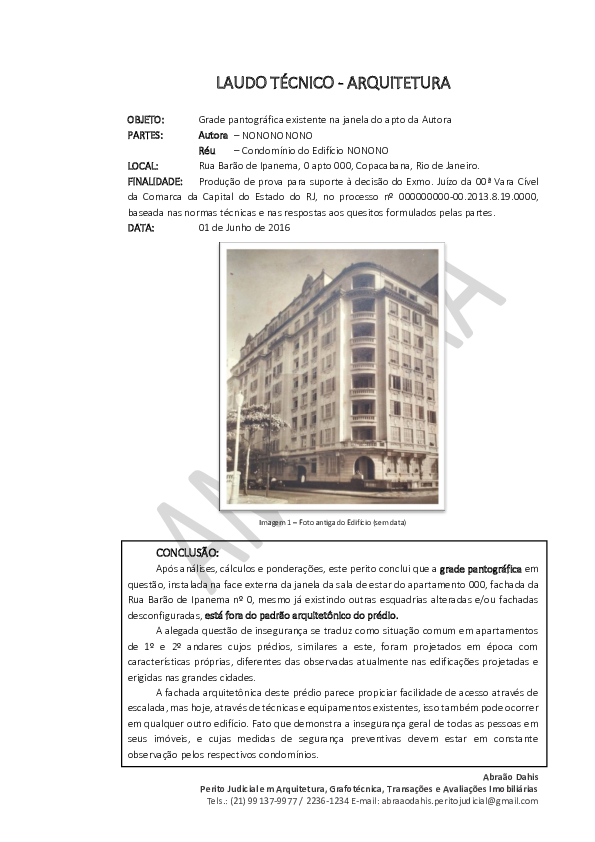 LAUDO TÉCNICO - ARQUITETURA
OBJETO: Grade pantográfica existente na janela do apto da Autora
PARTES: Autora – NONONONONO
Réu – Condomínio do Edifício NONONO
LOCAL: Rua Barão de Ipanema, 0 apto 000, Copacabana, Rio de Janeiro.
FINALIDADE: Produção de prova para suporte à decisão do Exmo. Juízo da 00ª Vara Cível
da Comarca da Capital do Estado do RJ, no processo nº 000000000-00.2013.8.19.0000,
baseada nas normas técnicas e nas respostas aos quesitos formulados pelas partes.
DATA: 01 de Junho de 2016
Imagem 1 – Foto antiga do Edifício (sem data)
CONCLUSÃO:
Após análises, cálculos e ponderações, este perito conclui que a grade pantográfica em
questão, instalada na face externa da janela da sala de estar do apartamento 000, fachada da
Rua Barão de Ipanema nº 0, mesmo já existindo outras esquadrias alteradas e/ou fachadas
desconfiguradas, está fora do padrão arquitetônico do prédio.
A alegada questão de insegurança se traduz como situação comum em apartamentos
de 1º e 2º andares cujos prédios, similares a este, foram projetados em época com
características próprias, diferentes das observadas atualmente nas edificações projetadas e
erigidas nas grandes cidades.
A fachada arquitetônica deste prédio parece propiciar facilidade de acesso através de
escalada, mas hoje, através de técnicas e equipamentos existentes, isso também pode ocorrer
em qualquer outro edifício. Fato que demonstra a insegurança geral de todas as pessoas em
seus imóveis, e cujas medidas de segurança preventivas devem estar em constante
observação pelos respectivos condomínios.
Abraão Dahis
Perito Judicial em Arquitetura, Grafotécnica, Transações e Avaliações Imobiliárias
Tels.: (21) 99137-9977 / 2236-1234 E-mail: abraaodahis.peritojudicial@gmail.com